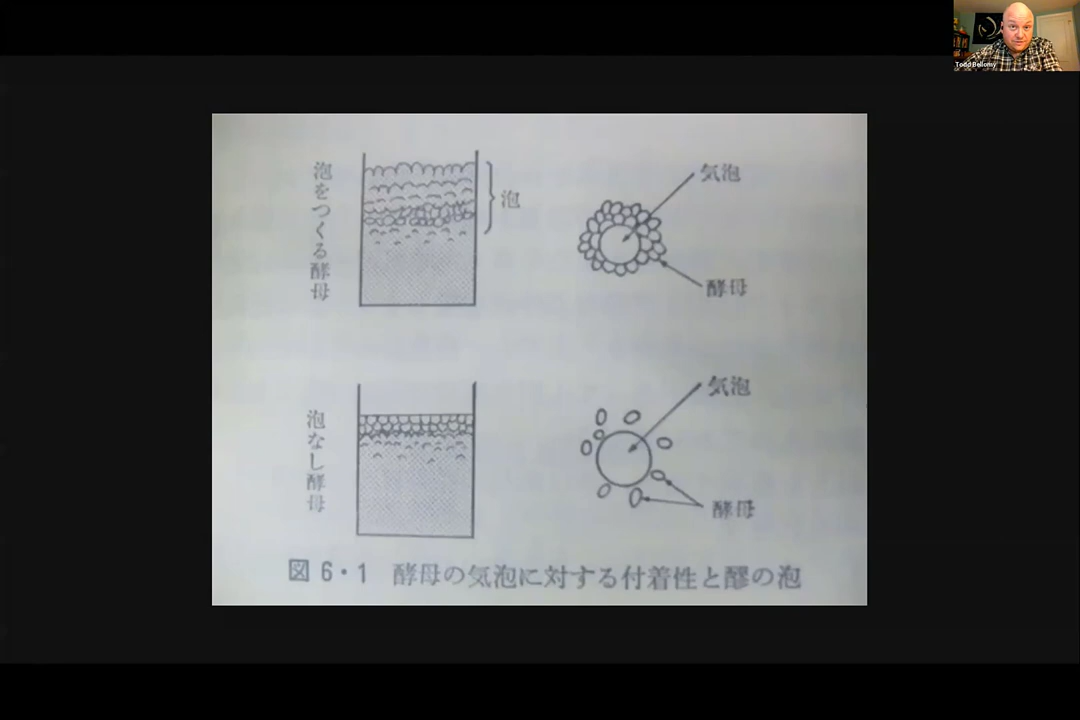 Todd Bellomy
泡をつくる酵母
泡
気泡
酵母
泡なし酵母
気泡
酵母
図6・1 酵母の気泡に対する付着性と醪の泡